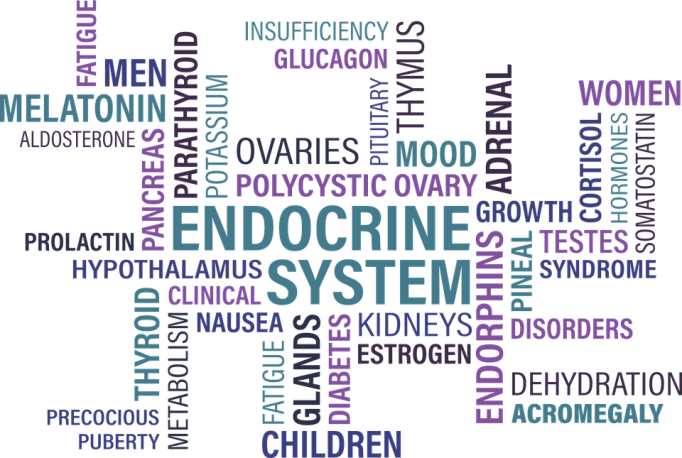 FATIGUE
MEN
PARATHYROID
INSUFFICIENCY
GLUCAGON
THYMUS
MELATONIN
POTASSIUM
PITUITARY
ADRENAL
WOMEN
ALDOSTERONE
PANCREAS
OVARIES
MOOD
CORTISOL
HORMONES
SOMATOSTATIN
POLYCYSTIC OVARY
ENDOCRINE
GROWTH
PROLACTIN
ENDORPHINS
PINEAL
TESTES
HYPOTHALAMUS
SYSTEM
SYNDROME
THYROID
CLINICAL
METABOLISM
NAUSEA
FATIGUE
GLANDS
DIABETES
KIDNEYS
DISORDERS
ESTROGEN
DEHYDRATION
PRECOCIOUS
PUBERTY
ACROMEGALY
CHILDREN